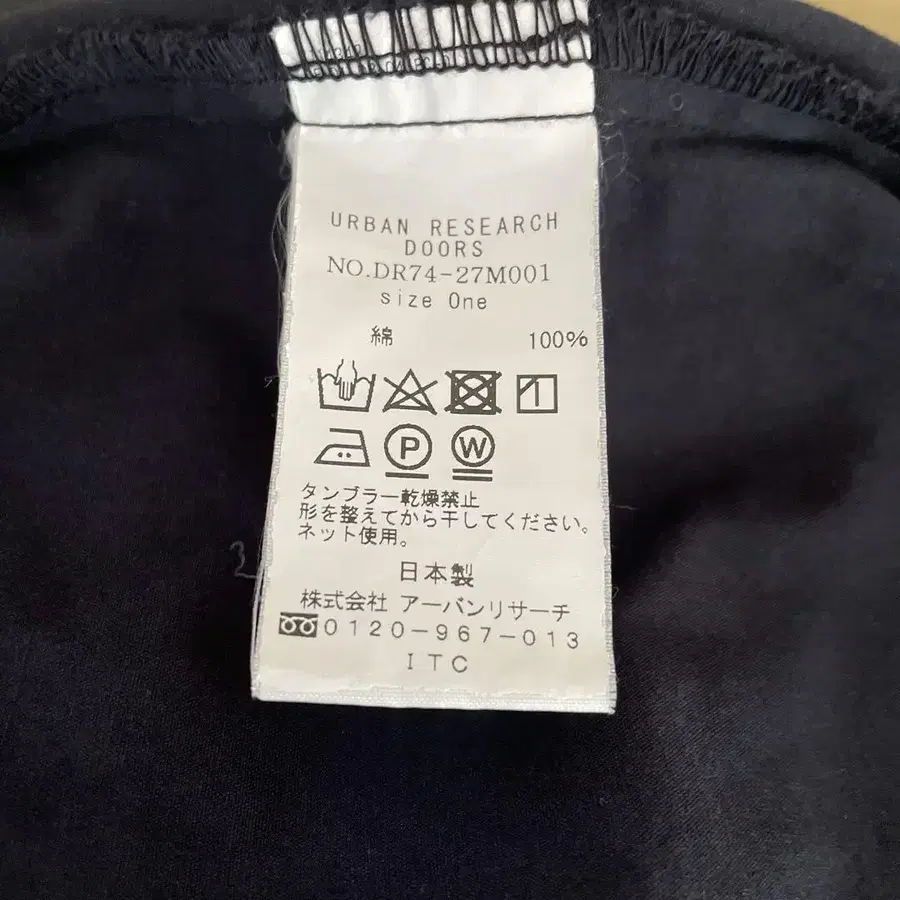 URBAN RESEARCH
DOORS
NO.DR74-27M001
size One
綿 100%
P W
タンブラー乾燥禁止
形を整えてから干してください。
ネット使用。
日本製
株式会社 アーバンリサーチ
0120-967-013
ITC